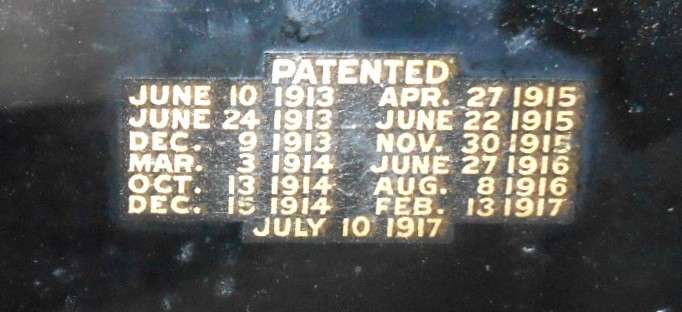 PATENTED
JUNE 10 1913 APR. 27 1915
JUNE 24 1913 JUNE 22 1915
DEC. 9 1913 NOV. 30 1915
MAR. 3 1914 JUNE 27 1916
OCT. 13 1914 AUG. 8 1916
DEC. 15 1914 FEB. 13 1917
JULY 10 1917